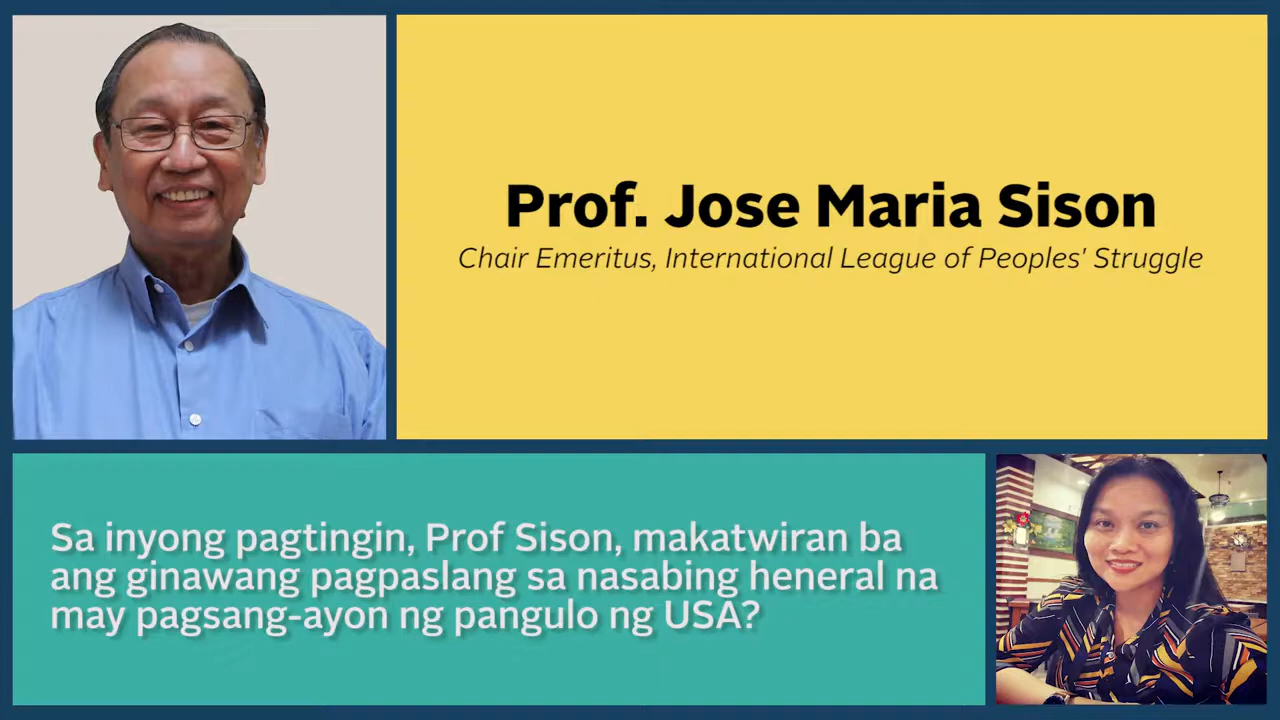 Prof. Jose Maria Sison
Chair Emeritus, International League of Peoples' Struggle
Sa inyong pagtingin, Prof Sison, makatwiran ba
ang ginawang pagpaslang sa nasabing heneral na
may pagsang-ayon ng pangulo ng USA?